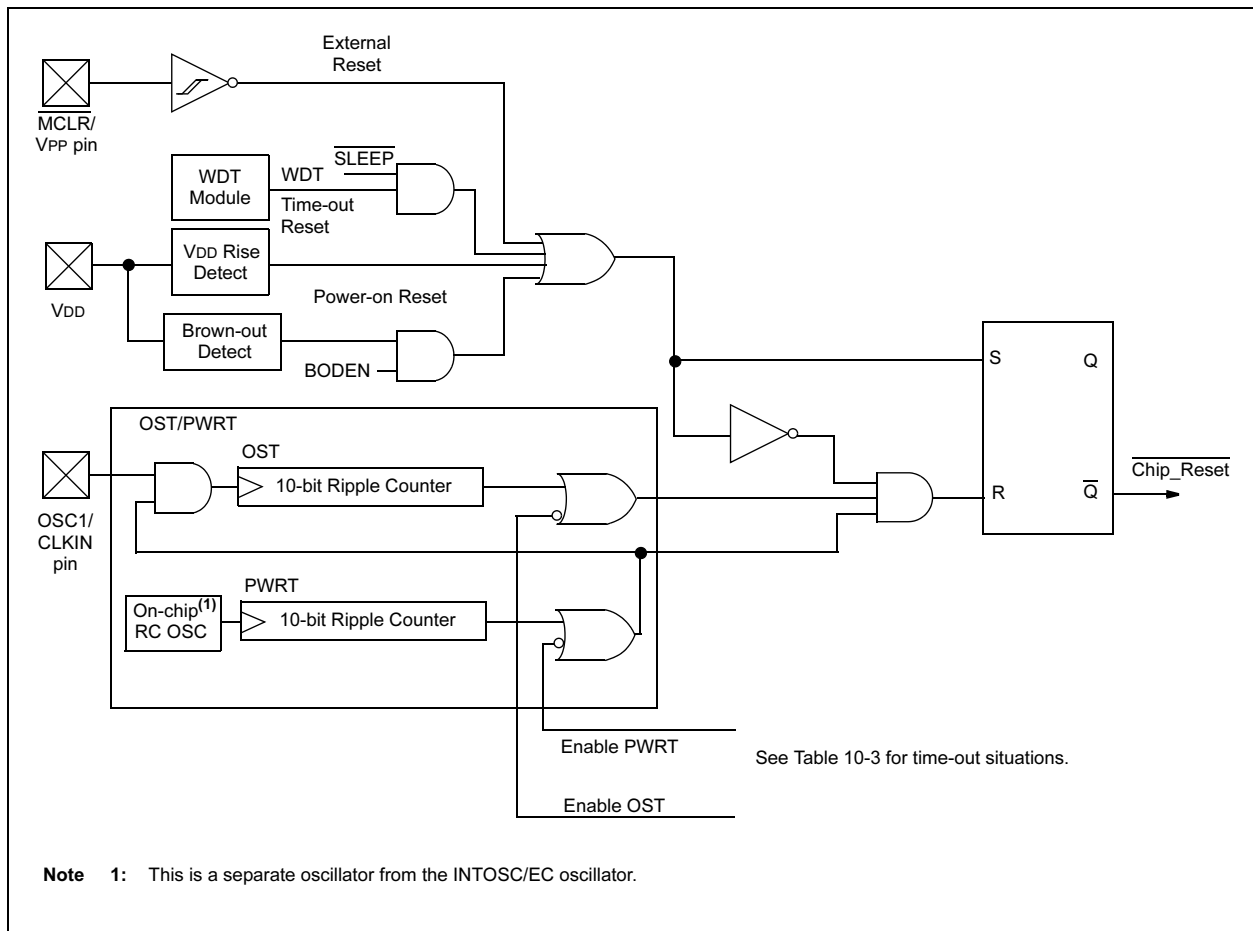 External
Reset
MCLR/
VPP pin
SLEEP
WDT
Module
WDT
Time-out
Reset
VDD Rise
Detect
VDD
Power-on Reset
Brown-out
Detect
BODEN
S
Q
OST/PWRT
OST
10-bit Ripple Counter
Chip_Reset
R
Q
OSC1/
CLKIN
pin
PWRT
On-chip(1)
RC OSC
10-bit Ripple Counter
Enable PWRT
See Table 10-3 for time-out situations.
Enable OST
Note 1: This is a separate oscillator from the INTOSC/EC oscillator.